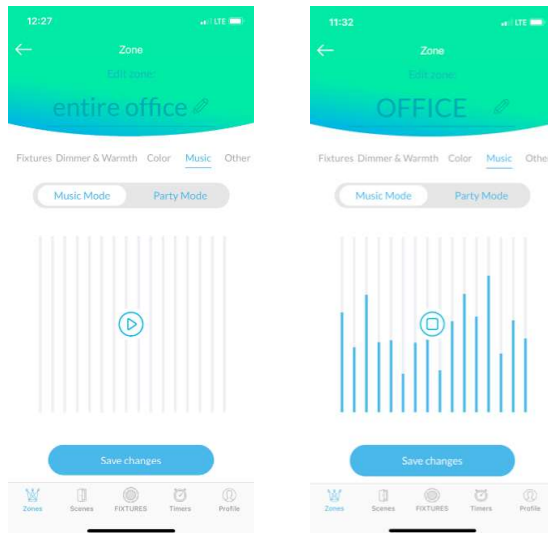 12:27
LTE
Zone
Edit zone:
entire office
Fixtures Dimmer & Warmth Color Music Other
Music Mode Party Mode
Save changes
Zones Scenes FIXTURES Timers Profile
11:32
LTE
Zone
Edit zone:
OFFICE
Fixtures Dimmer & Warmth Color Music Othe
Music Mode Party Mode
Save changes
Zones Scenes FIXTURES Timers Profile